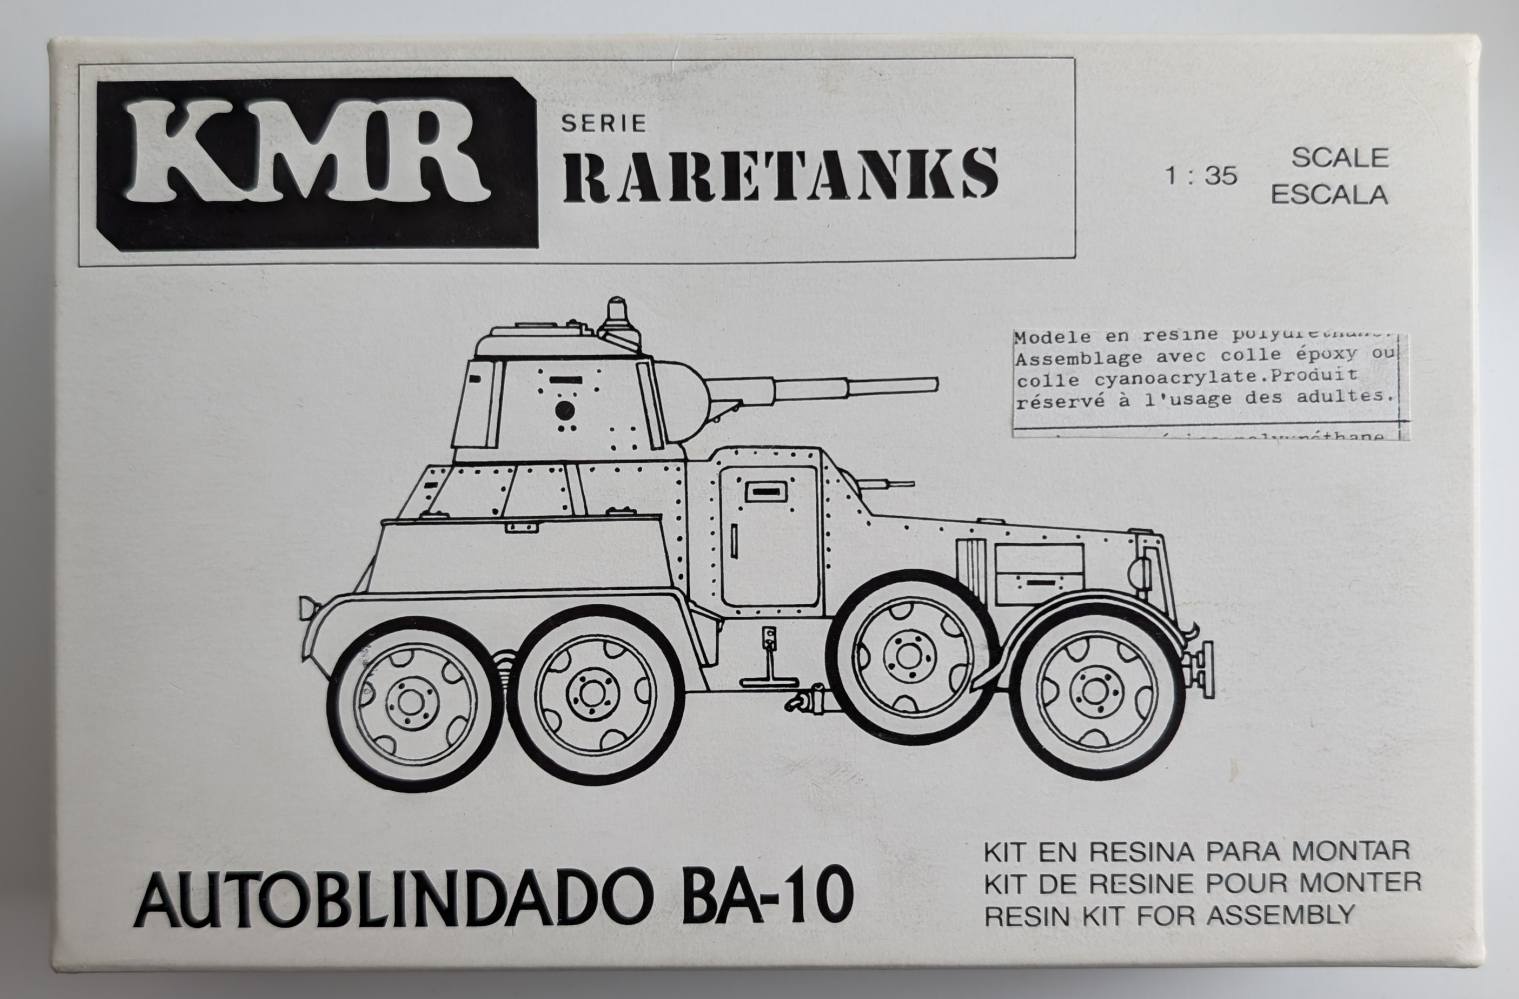 KMR
SERIE
RARETANKS
1 : 35
SCALE
ESCALA
Modele en resine polyurethane.
Assemblage avec colle époxy ou
colle cyanoacrylate.Produit
réservé à l'usage des adultes.
polyuréthane
AUTOBLINDADO BA-10
KIT EN RESINA PARA MONTAR
KIT DE RESINE POUR MONTER
RESIN KIT FOR ASSEMBLY